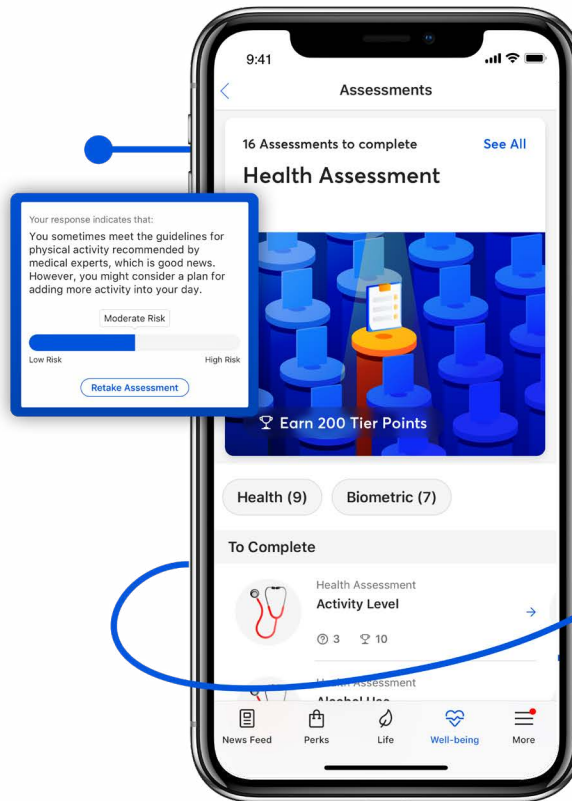 9:41
Assessments
16 Assessments to complete
See All
Health Assessment
Your response indicates that:
You sometimes meet the guidelines for
physical activity recommended by
medical experts, which is good news.
However, you might consider a plan for
adding more activity into your day.
Moderate Risk
Low Risk
High Risk
Retake Assessment
Earn 200 Tier Points
Health (9)
Biometric (7)
To Complete
Health Assessment
Activity Level
3
10
Health Assessment
Alcohol Use
News Feed
Perks
Life
Well-being
More